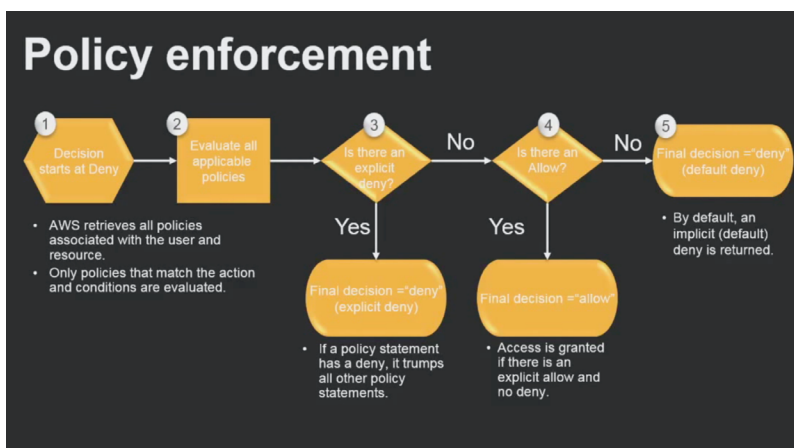 Policy enforcement
1
Decision
starts at Deny
2
Evaluate all
applicable
policies
3
Is there an
explicit
deny?
No
4
Is there an
Allow?
No
5
Final decision ="deny"
(default deny)
• AWS retrieves all policies
associated with the user and
resource.
• Only policies that match the action
and conditions are evaluated.
Yes
Final decision ="deny"
(explicit deny)
• If a policy statement
has a deny, it trumps
all other policy
statements.
Yes
Final decision ="allow"
• Access is granted
if there is an
explicit allow and
no deny.
• By default, an
implicit (default)
deny is returned.